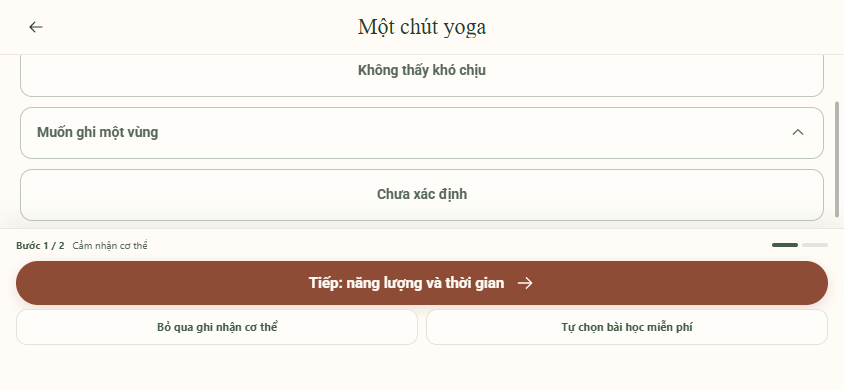 Một chút yoga
Không thấy khó chịu
Muốn ghi một vùng
Chưa xác định
Bước 1 / 2 Cảm nhận cơ thể
Tiếp: năng lượng và thời gian
Bỏ qua ghi nhận cơ thể
Tự chọn bài học miễn phí